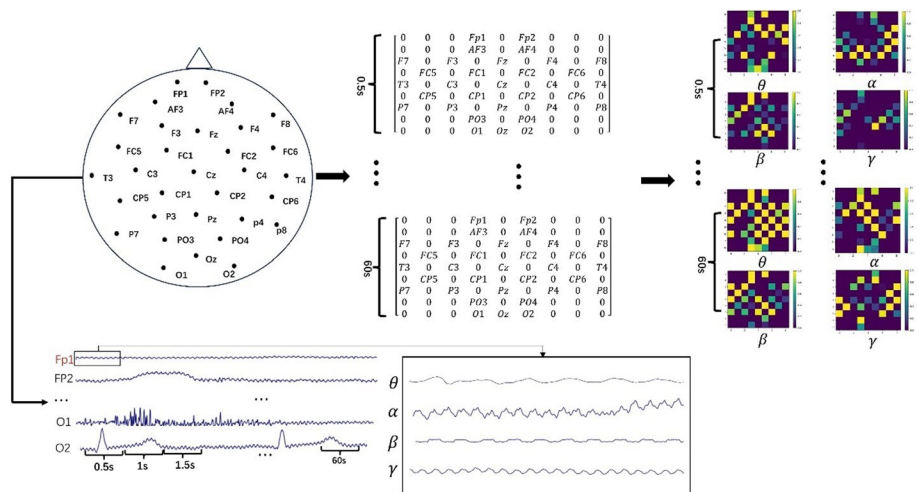 FP1 FP2
AF3 AF4
F7 F3 Fz F4 F8
FC5 FC1 FC2 FC6
T3 C3 Cz C4 T4
CP5 CP1 CP2 CP6
P7 P3 Pz p4 p8
PO3 PO4
Oz
O1 O2
0.5s
0 0 0 Fp1 0 Fp2 0 0 0
0 0 0 AF3 0 AF4 0 0 0
F7 0 F3 0 Fz 0 F4 0 F8
0 FC5 0 FC1 0 FC2 0 FC6 0
T3 0 C3 0 Cz 0 C4 0 T4
0 CP5 0 CP1 0 CP2 0 CP6 0
P7 0 P3 0 Pz 0 P4 0 P8
0 0 0 PO3 0 PO4 0 0 0
0 0 0 O1 Oz O2 0 0 0
60s
0 0 0 Fp1 0 Fp2 0 0 0
0 0 0 AF3 0 AF4 0 0 0
F7 0 F3 0 Fz 0 F4 0 F8
0 FC5 0 FC1 0 FC2 0 FC6 0
T3 0 C3 0 Cz 0 C4 0 T4
0 CP5 0 CP1 0 CP2 0 CP6 0
P7 0 P3 0 Pz 0 P4 0 P8
0 0 0 PO3 0 PO4 0 0 0
0 0 0 O1 Oz O2 0 0 0
0.5s
θ α
β γ
60s
θ α
β γ
Fp1
FP2
... ...
O1
O2
0.5s 1s 1.5s ... 60s
θ
α
β
γ